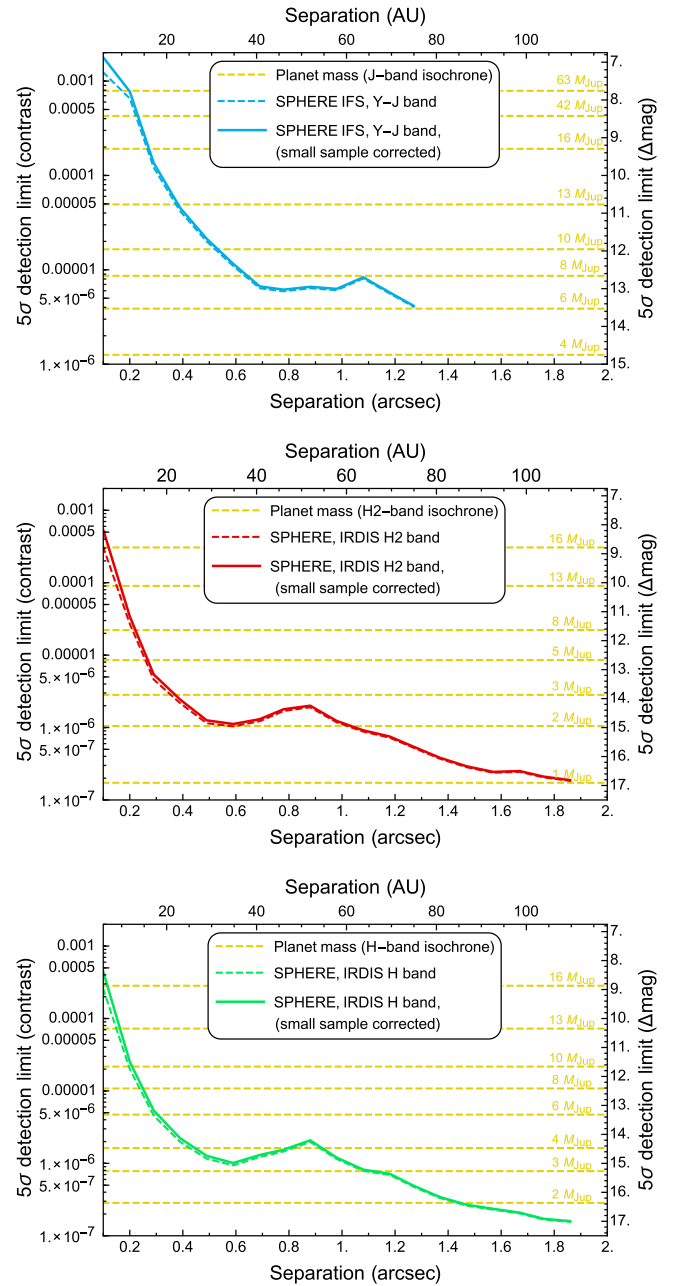 Separation (AU)
20 40 60 80 100
0.001
0.0005
0.0001
0.00005
0.00001
5.×10⁻⁶
1.×10⁻⁶
5σ detection limit (contrast)
Planet mass (J-band isochrone)
SPHERE IFS, Y-J band
SPHERE IFS, Y-J band,
(small sample corrected)
63 MJup
42 MJup
16 MJup
13 MJup
10 MJup
8 MJup
6 MJup
4 MJup
7.
8.
9.
10.
11.
12.
13.
14.
15.
5σ detection limit (Δmag)
0.2 0.4 0.6 0.8 1. 1.2 1.4 1.6 1.8 2.
Separation (arcsec)
Separation (AU)
20 40 60 80 100
0.001
0.0005
0.0001
0.00005
0.00001
5.×10⁻⁶
1.×10⁻⁶
5.×10⁻⁷
1.×10⁻⁷
5σ detection limit (contrast)
Planet mass (H2-band isochrone)
SPHERE, IRDIS H2 band
SPHERE, IRDIS H2 band,
(small sample corrected)
16 MJup
13 MJup
8 MJup
5 MJup
3 MJup
2 MJup
1 MJup
7.
8.
9.
10.
11.
12.
13.
14.
15.
16.
17.
5σ detection limit (Δmag)
0.2 0.4 0.6 0.8 1. 1.2 1.4 1.6 1.8 2.
Separation (arcsec)
Separation (AU)
20 40 60 80 100
0.001
0.0005
0.0001
0.00005
0.00001
5.×10⁻⁶
1.×10⁻⁶
5.×10⁻⁷
1.×10⁻⁷
5σ detection limit (contrast)
Planet mass (H-band isochrone)
SPHERE, IRDIS H band
SPHERE, IRDIS H band,
(small sample corrected)
16 MJup
13 MJup
10 MJup
8 MJup
6 MJup
4 MJup
3 MJup
2 MJup
7.
8.
9.
10.
11.
12.
13.
14.
15.
16.
17.
5σ detection limit (Δmag)
0.2 0.4 0.6 0.8 1. 1.2 1.4 1.6 1.8 2.
Separation (arcsec)